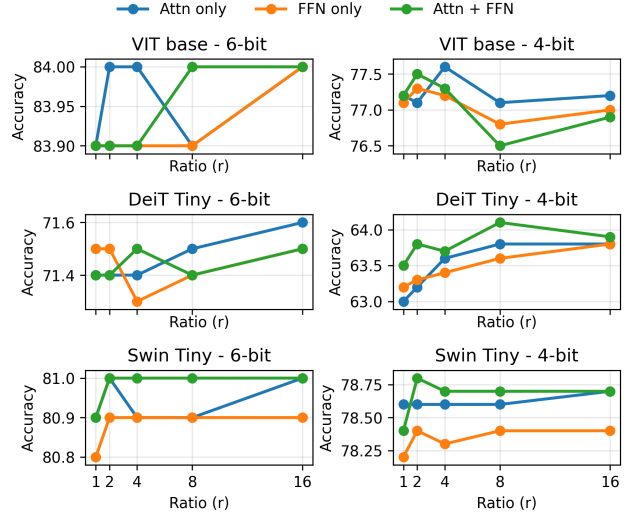 Attn only FFN only Attn + FFN
VIT base - 6-bit VIT base - 4-bit
84.00
83.95
83.90
Accuracy
Ratio (r)
77.5
77.0
76.5
Accuracy
Ratio (r)
DeiT Tiny - 6-bit DeiT Tiny - 4-bit
71.6
71.4
Accuracy
Ratio (r)
64.0
63.5
63.0
Accuracy
Ratio (r)
Swin Tiny - 6-bit Swin Tiny - 4-bit
81.0
80.9
80.8
Accuracy
1 2 4 8 16
Ratio (r)
78.75
78.50
78.25
Accuracy
1 2 4 8 16
Ratio (r)